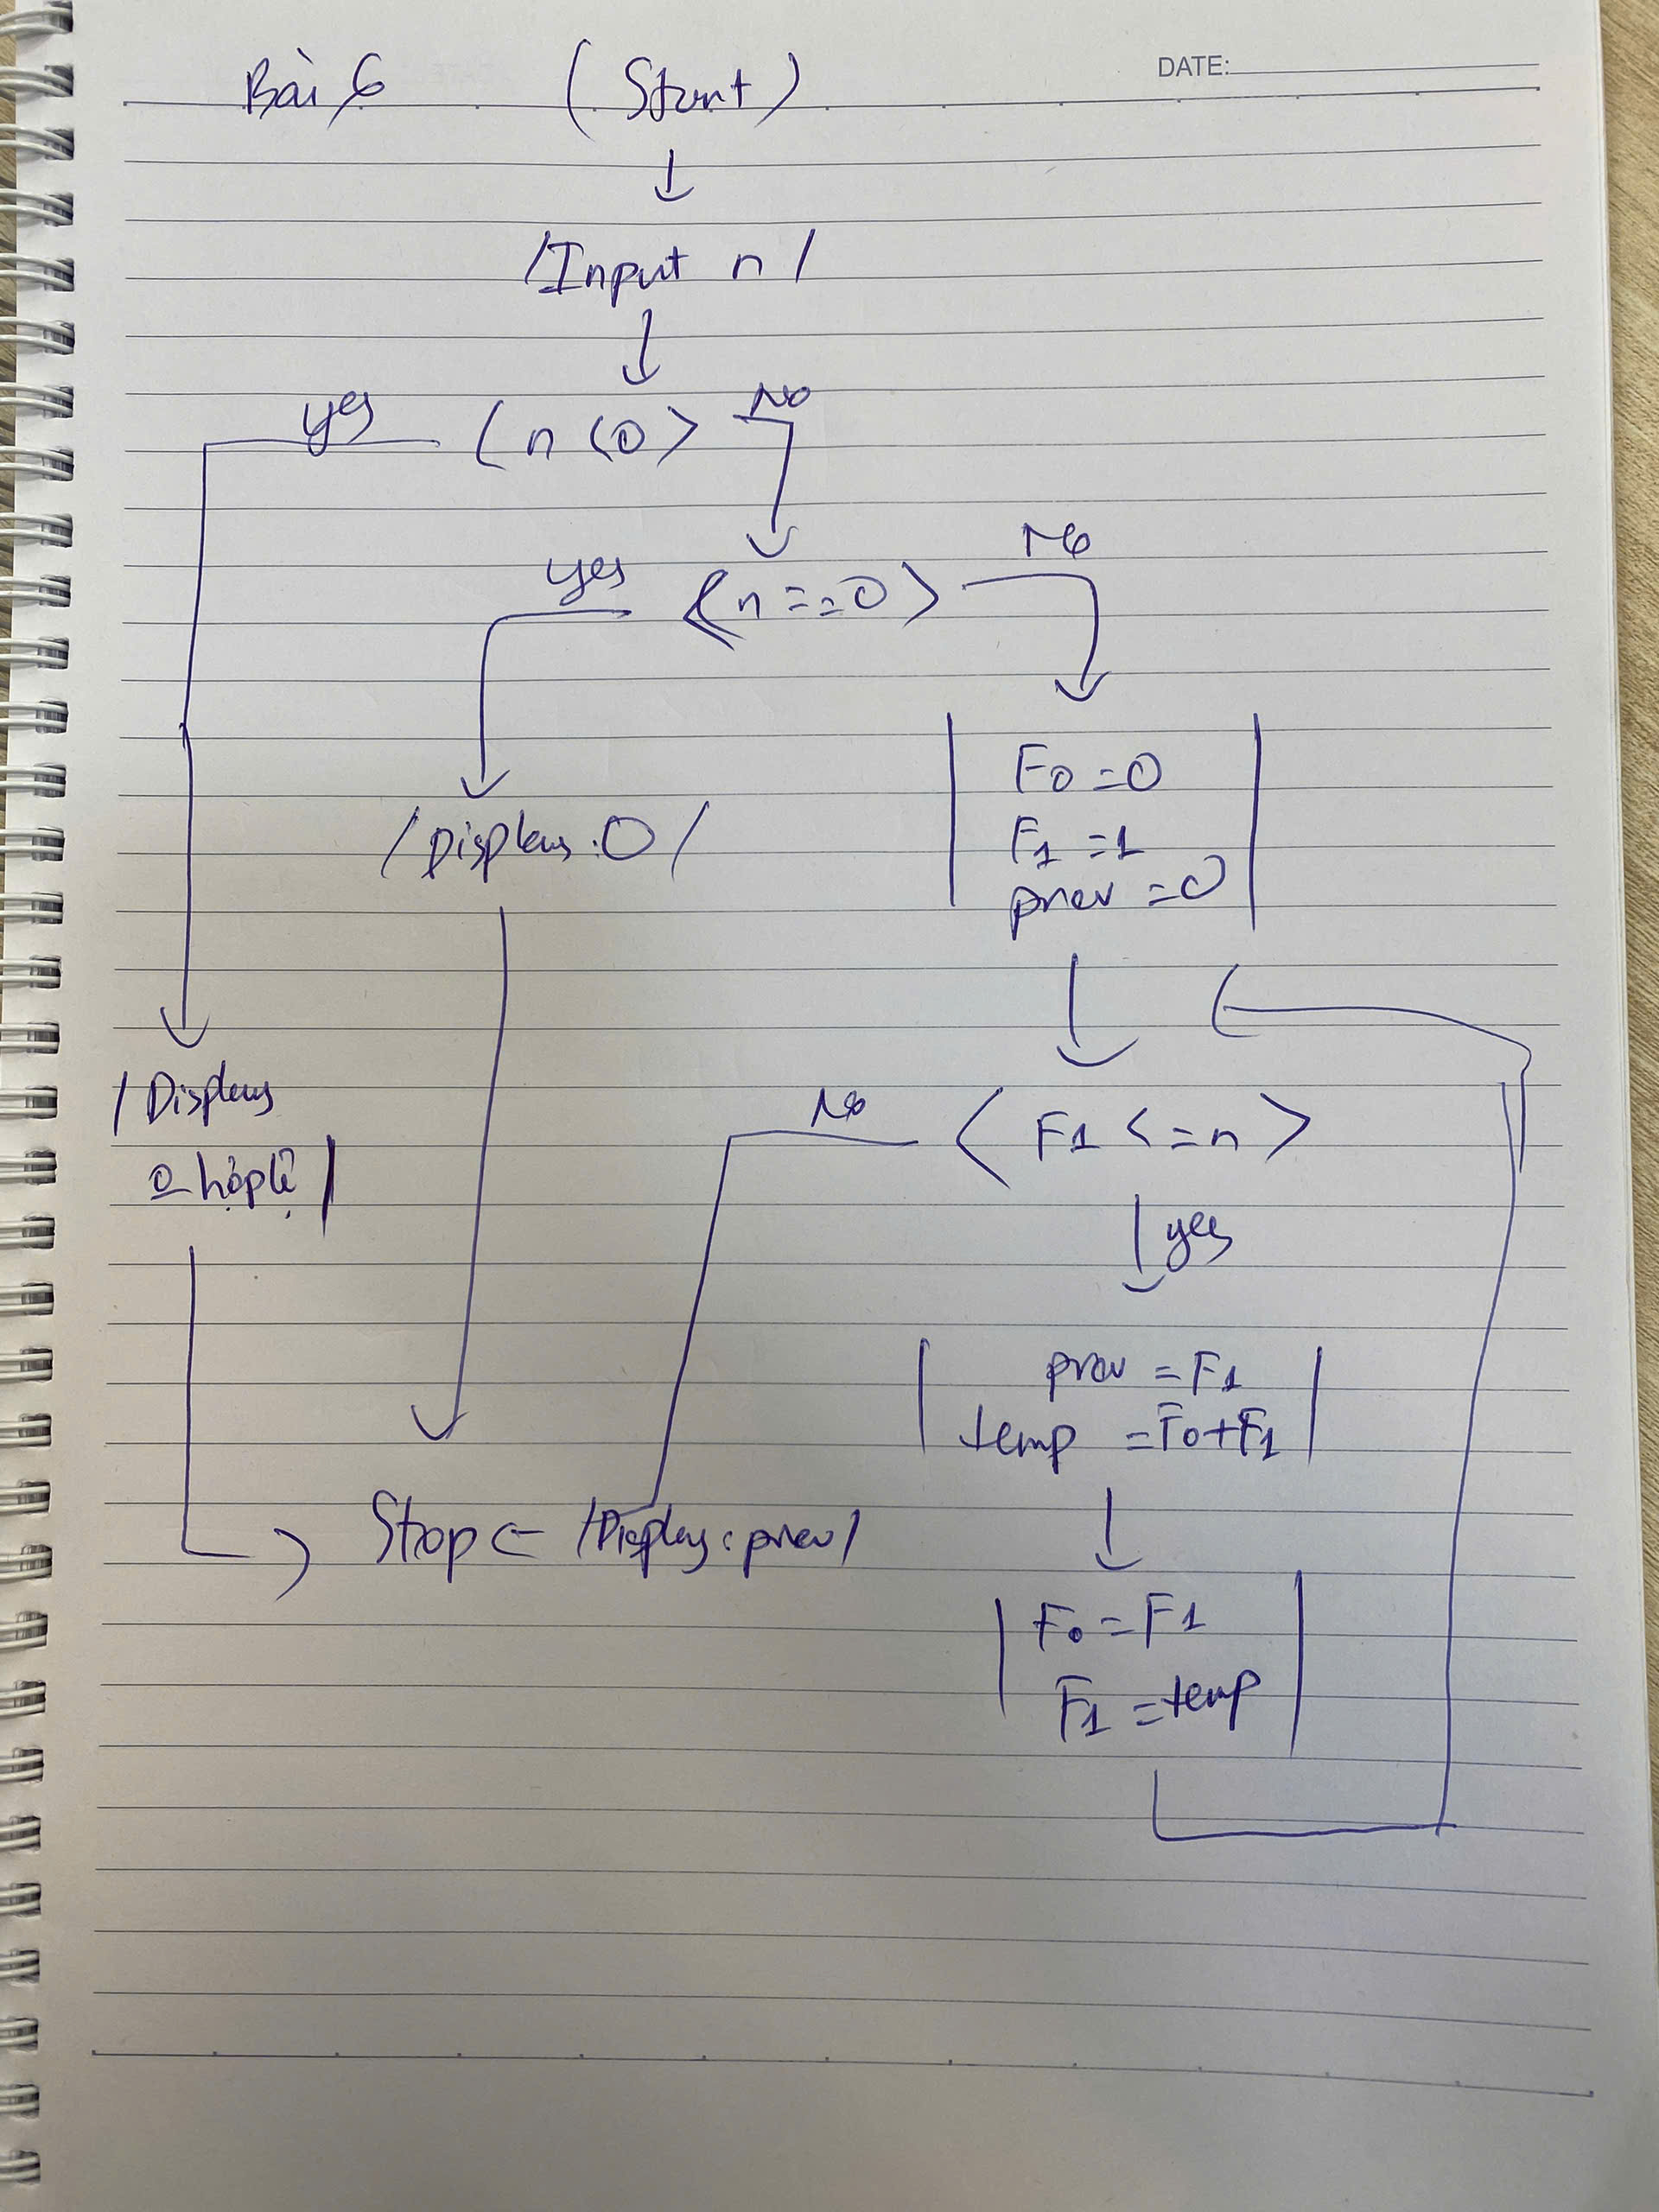 Bài 6 ( Start )
DATE:
/ Input n /
yes ( n < 0 > No
yes < n == 0 > No
F0 = 0
/ Display : 0 / F1 = 1
prev = 0
/ Display
No < F1 <= n >
o hợp lệ /
yes
prev = F1
temp = F0 + F1
Stop ← / Display : prev /
F0 = F1
F1 = temp